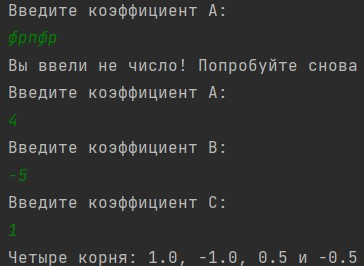 Введите коэффициент A:
фрпфр
Вы ввели не число! Попробуйте снова
Введите коэффициент A:
4
Введите коэффициент B:
-5
Введите коэффициент C:
1
Четыре корня: 1.0, -1.0, 0.5 и -0.5